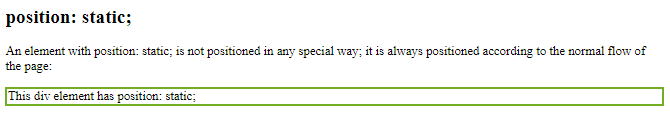 position: static;
An element with position: static; is not positioned in any special way; it is always positioned according to the normal flow of
the page:
This div element has position: static;